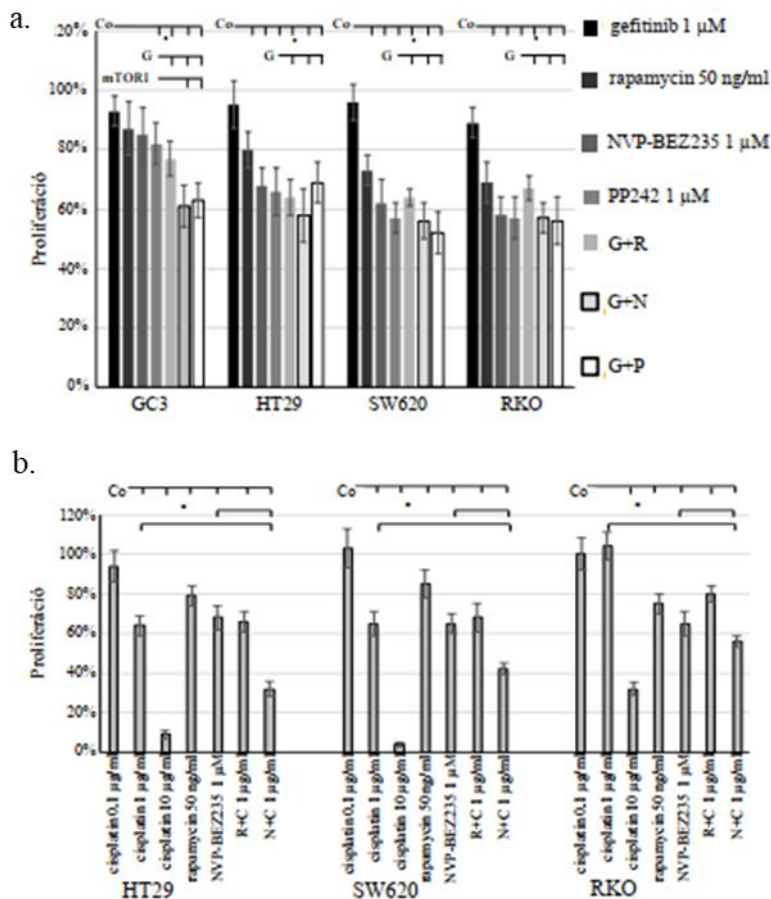 a.
Co Co Co Co
* * *
G G G G
mTORI
120%
100%
80%
60%
40%
20%
0%
Proliferáció
GC3 HT29 SW620 RKO
gefitinib 1 µM
rapamycin 50 ng/ml
NVP-BEZ235 1 µM
PP242 1 µM
G+R
G+N
G+P
b.
Co Co Co
* * *
120%
100%
80%
60%
40%
20%
0%
Proliferáció
cisplatin 0,1 µg/ml
cisplatin 1 µg/ml
cisplatin 10 µg/ml
rapamycin 50 ng/ml
NVP-BEZ235 1 µM
R+C 1 µg/ml
N+C 1 µg/ml
cisplatin 0,1 µg/ml
cisplatin 1 µg/ml
cisplatin 10 µg/ml
rapamycin 50ng/ml
NVP-BEZ235 1 µM
R+C 1 µg/ml
N+C 1 µg/ml
cisplatin 0,1 µg/ml
cisplatin 1 µg/ml
cisplatin 10 µg/ml
rapamycin 50 ng/ml
NVP-BEZ235 1 µM
R+C 1 µg/ml
N+C 1 µg/ml
HT29 SW620 RKO